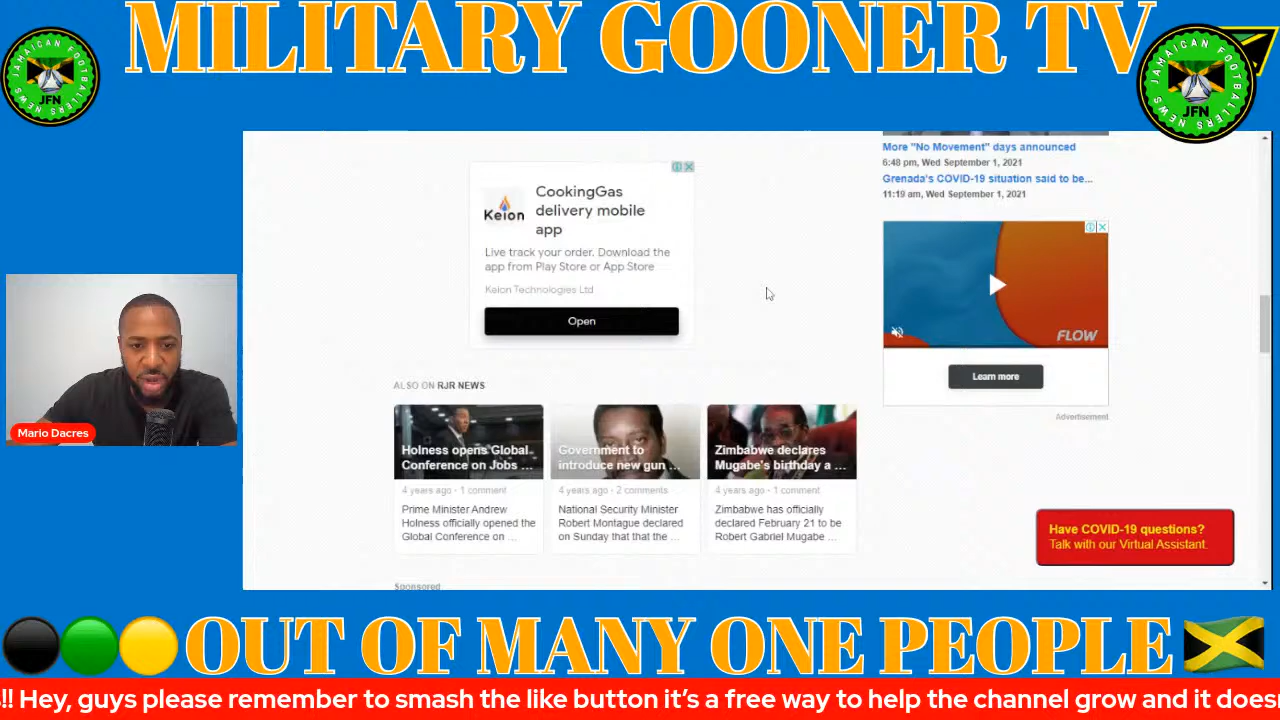 MILITARY GOONER TV
JAMAICAN FOOTBALLERS NEWS
JFN
JAMAICAN FOOTBALLERS NEWS
JFN
More "No Movement" days announced
6:48 pm, Wed September 1, 2021
Grenada's COVID-19 situation said to be...
11:19 am, Wed September 1, 2021
Keion
CookingGas
delivery mobile
app
Live track your order. Download the
app from Play Store or App Store
Keion Technologies Ltd
Open
FLOW
Learn more
Advertisement
Mario Dacres
ALSO ON RJR NEWS
Holness opens Global
Conference on Jobs ...
4 years ago • 1 comment
Prime Minister Andrew
Holness officially opened the
Global Conference on ...
Government to
introduce new gun ...
4 years ago • 2 comments
National Security Minister
Robert Montague declared
on Sunday that that the ...
Zimbabwe declares
Mugabe's birthday a ...
4 years ago • 1 comment
Zimbabwe has officially
declared February 21 to be
Robert Gabriel Mugabe ...
Have COVID-19 questions?
Talk with our Virtual Assistant.
Sponsored
OUT OF MANY ONE PEOPLE
!! Hey, guys please remember to smash the like button it's a free way to help the channel grow and it does